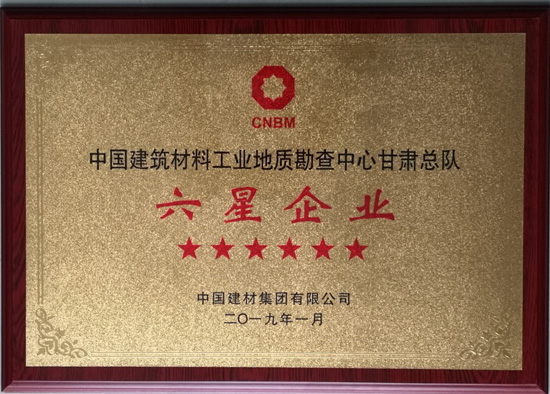 CNBM
中国建筑材料工业地质勘查中心甘肃总队
六星企业
★★★★★★
中国建材集团有限公司
二〇一九年一月